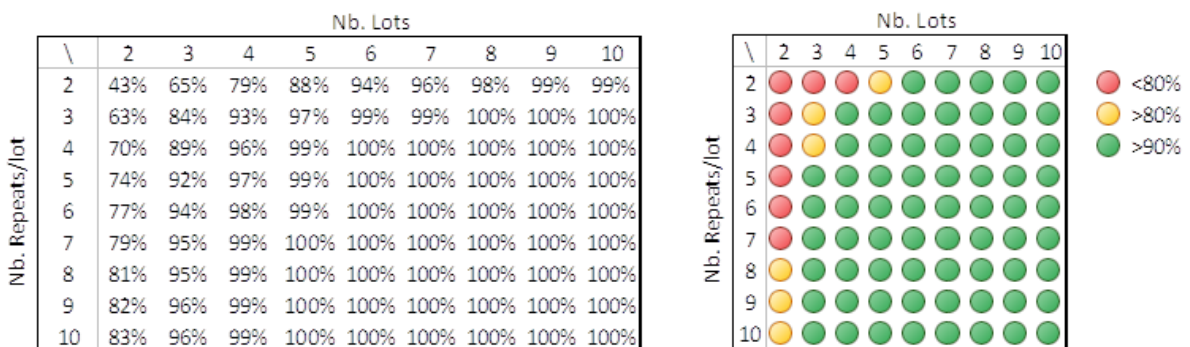 Nb. Lots
\ 2 3 4 5 6 7 8 9 10
2 43% 65% 79% 88% 94% 96% 98% 99% 99%
3 63% 84% 93% 97% 99% 99% 100% 100% 100%
4 70% 89% 96% 99% 100% 100% 100% 100% 100%
5 74% 92% 97% 99% 100% 100% 100% 100% 100%
6 77% 94% 98% 99% 100% 100% 100% 100% 100%
7 79% 95% 99% 100% 100% 100% 100% 100% 100%
8 81% 95% 99% 100% 100% 100% 100% 100% 100%
9 82% 96% 99% 100% 100% 100% 100% 100% 100%
10 83% 96% 99% 100% 100% 100% 100% 100% 100%
Nb. Repeats/lot
Nb. Lots
\ 2 3 4 5 6 7 8 9 10
2
3
4
5
6
7
8
9
10
Nb. Repeats/lot
<80%
>80%
>90%